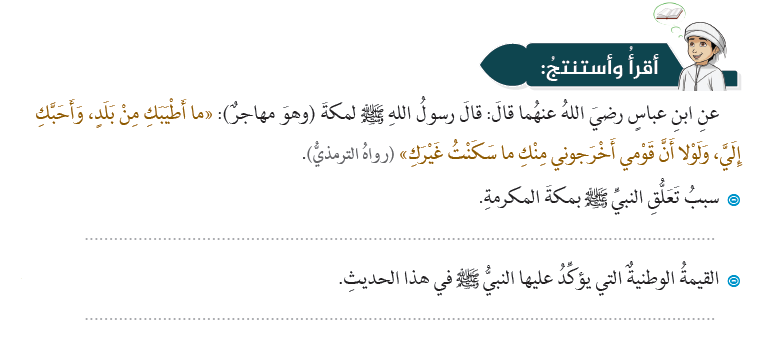 أقرأُ وأستنتجُ:
عنِ ابنِ عباسٍ رضيَ اللهُ عنهُما قالَ: قالَ رسولُ اللهِ ﷺ لمكةَ (وهوَ مهاجرٌ): «ما أَطْيَبَكِ مِنْ بَلَدٍ، وَأَحَبَّكِ
إِلَيَّ، وَلَوْلا أَنَّ قَوْمي أَخْرَجوني مِنْكِ ما سَكَنْتُ غَيْرَكِ» (رواهُ الترمذيُّ).
سببُ تَعَلُّقِ النبيِّ ﷺ بمكةَ المكرمةِ.
القيمةُ الوطنيةُ التي يؤكِّدُ عليها النبيُّ ﷺ في هذا الحديثِ.